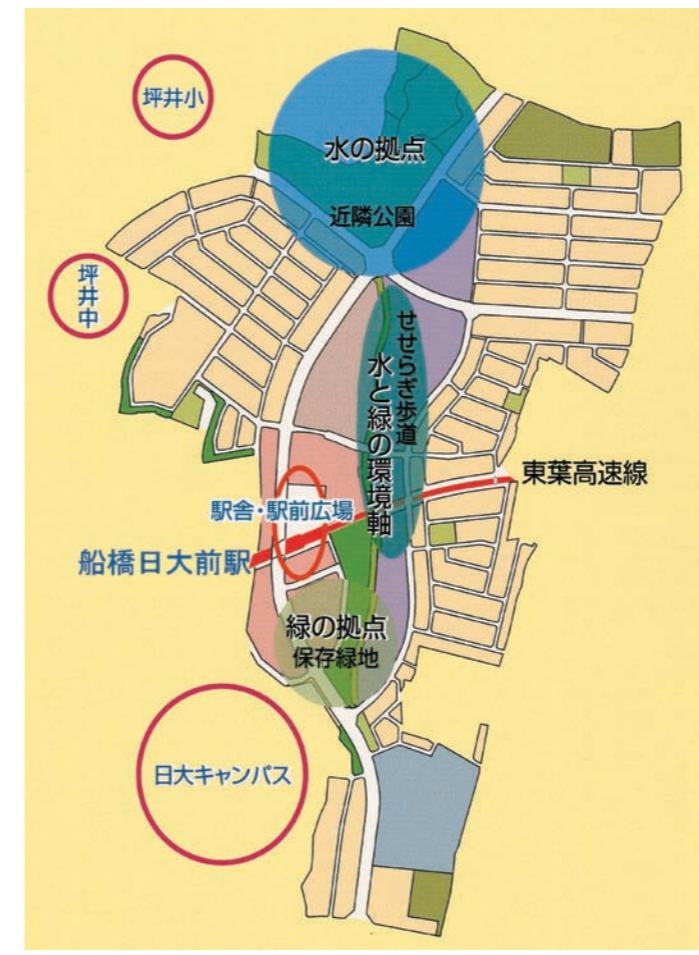 坪井小
水の拠点
近隣公園
坪井中
せせらぎ歩道
水と緑の環境軸
東葉高速線
駅舎・駅前広場
船橋日大前駅
緑の拠点
保存緑地
日大キャンパス